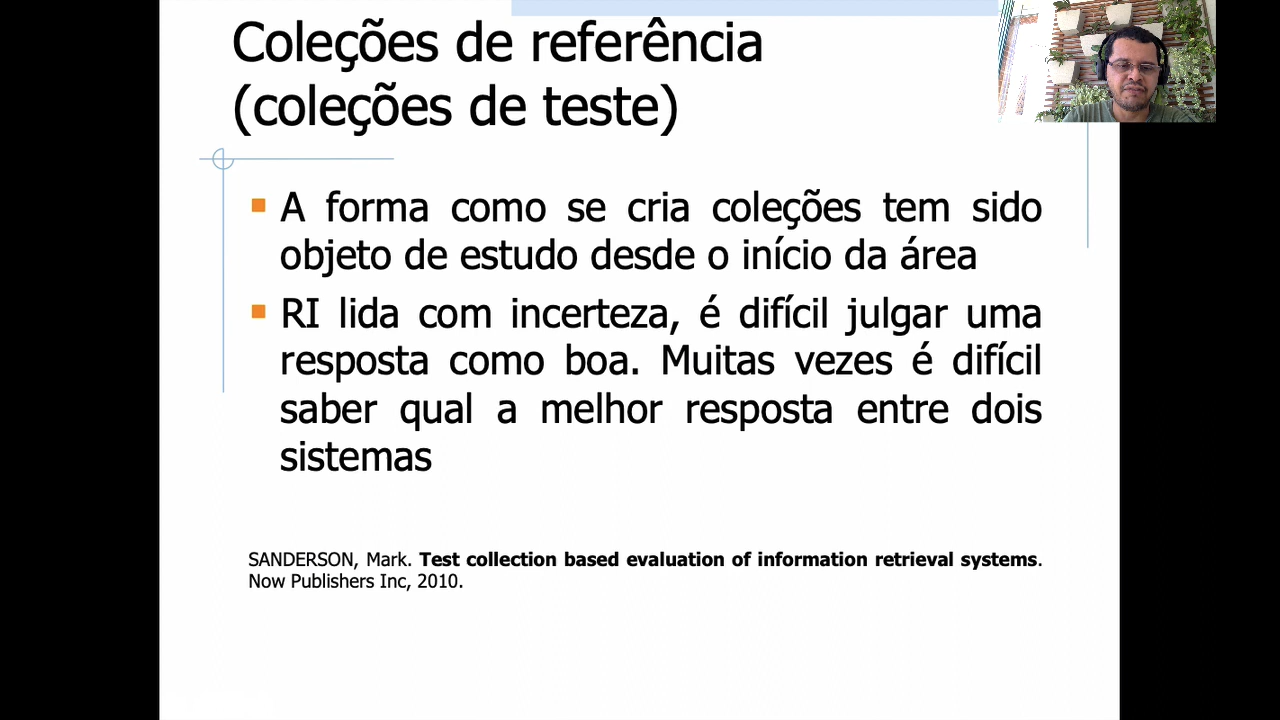 Coleções de referência
(coleções de teste)
A forma como se cria coleções tem sido
objeto de estudo desde o início da área
RI lida com incerteza, é difícil julgar uma
resposta como boa. Muitas vezes é difícil
saber qual a melhor resposta entre dois
sistemas
SANDERSON, Mark. Test collection based evaluation of information retrieval systems.
Now Publishers Inc, 2010.